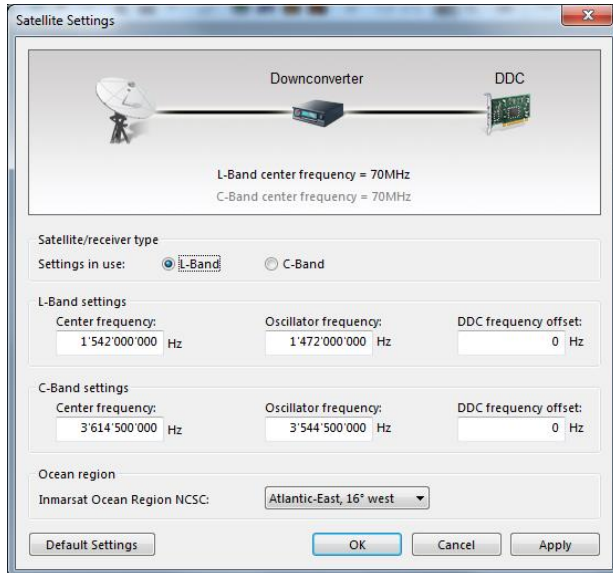 Satellite Settings
Downconverter DDC
L-Band center frequency = 70MHz
C-Band center frequency = 70MHz
Satellite/receiver type
Settings in use: L-Band C-Band
L-Band settings
Center frequency: Oscillator frequency: DDC frequency offset:
1'542'000'000 Hz 1'472'000'000 Hz 0 Hz
C-Band settings
Center frequency: Oscillator frequency: DDC frequency offset:
3'614'500'000 Hz 3'544'500'000 Hz 0 Hz
Ocean region
Inmarsat Ocean Region NCSC: Atlantic-East, 16° west
Default Settings OK Cancel Apply